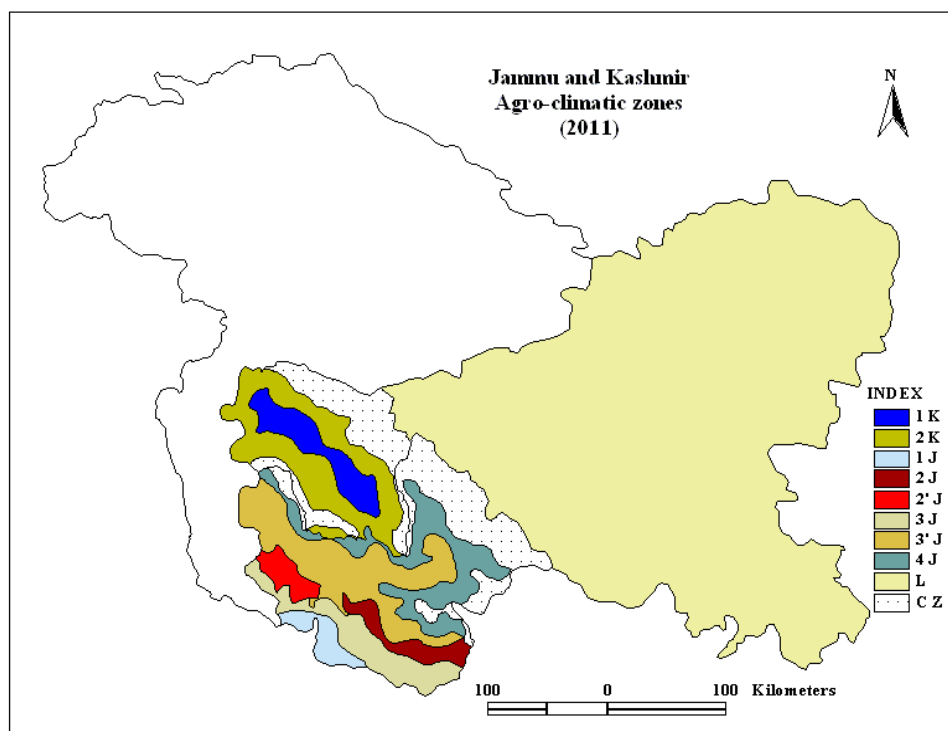 Jammu and Kashmir
Agro-climatic zones
(2011)
N
INDEX
1 K
2 K
1 J
2 J
2' J
3 J
3' J
4 J
L
C Z
100 0 100 Kilometers